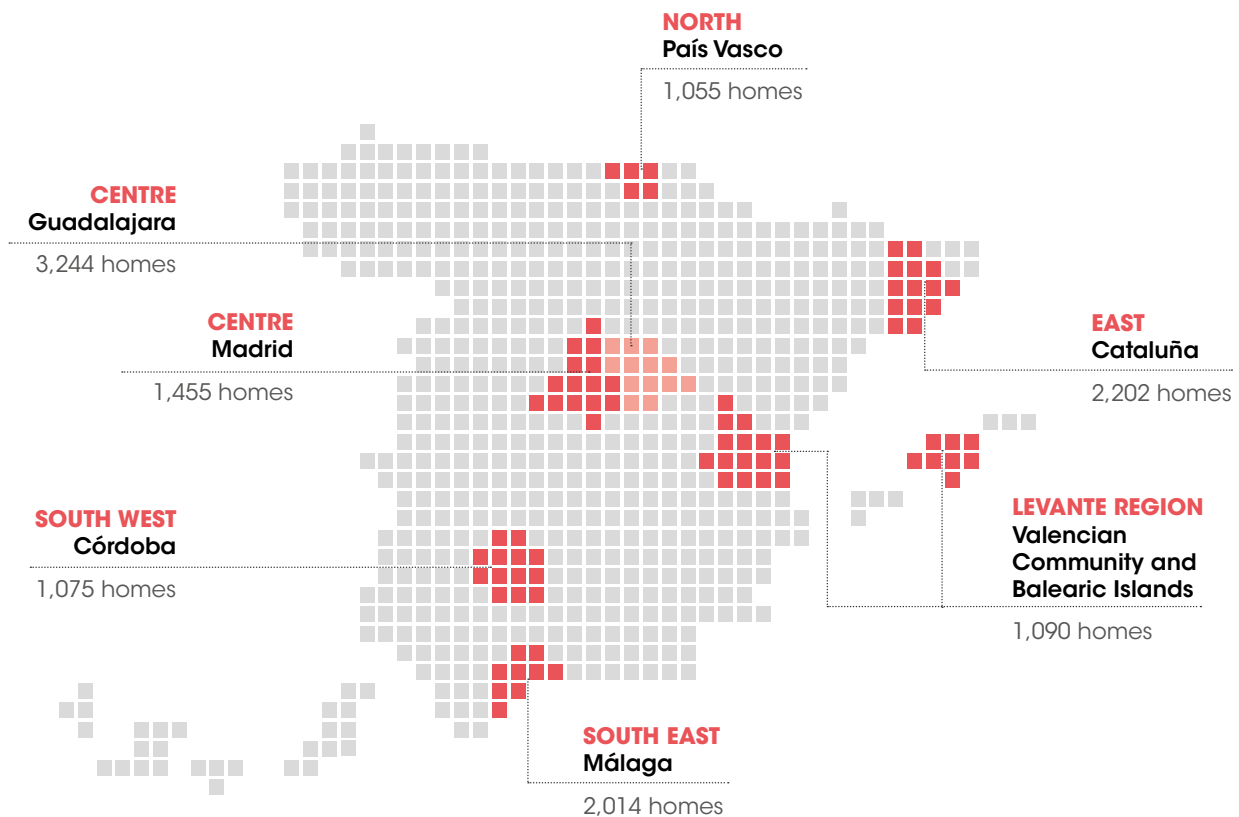 NORTH
País Vasco
1,055 homes
CENTRE
Guadalajara
3,244 homes
CENTRE
Madrid
1,455 homes
EAST
Cataluña
2,202 homes
SOUTH WEST
Córdoba
1,075 homes
LEVANTE REGION
Valencian
Community and
Balearic Islands
1,090 homes
SOUTH EAST
Málaga
2,014 homes